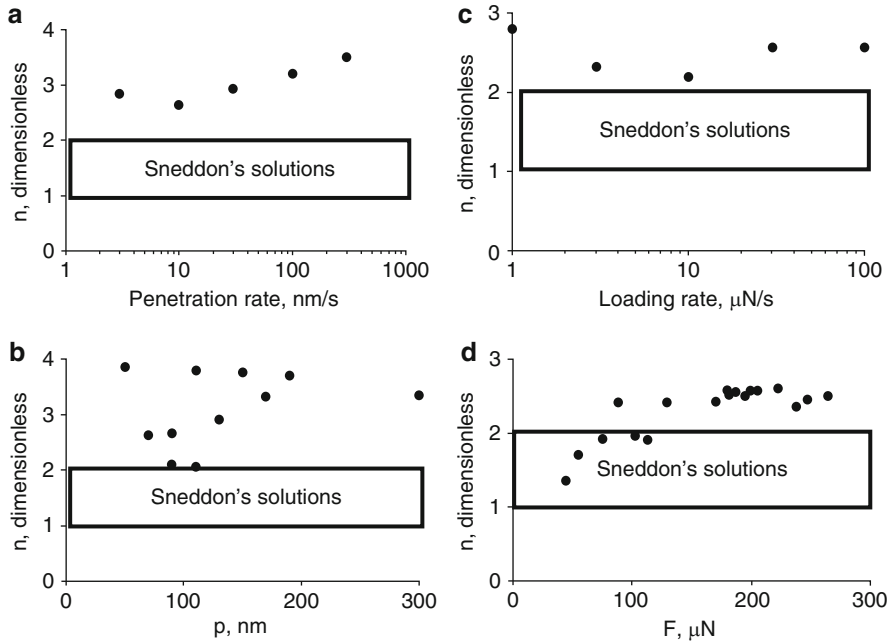 a
n, dimensionless
4
3
2
1
0
Sneddon's solutions
1 10 100 1000
Penetration rate, nm/s
c
n, dimensionless
3
2
1
0
Sneddon's solutions
1 10 100
Loading rate, μN/s
b
n, dimensionless
4
3
2
1
0
Sneddon's solutions
0 100 200 300
p, nm
d
n, dimensionless
3
2
1
0
Sneddon's solutions
0 100 200 300
F, μN